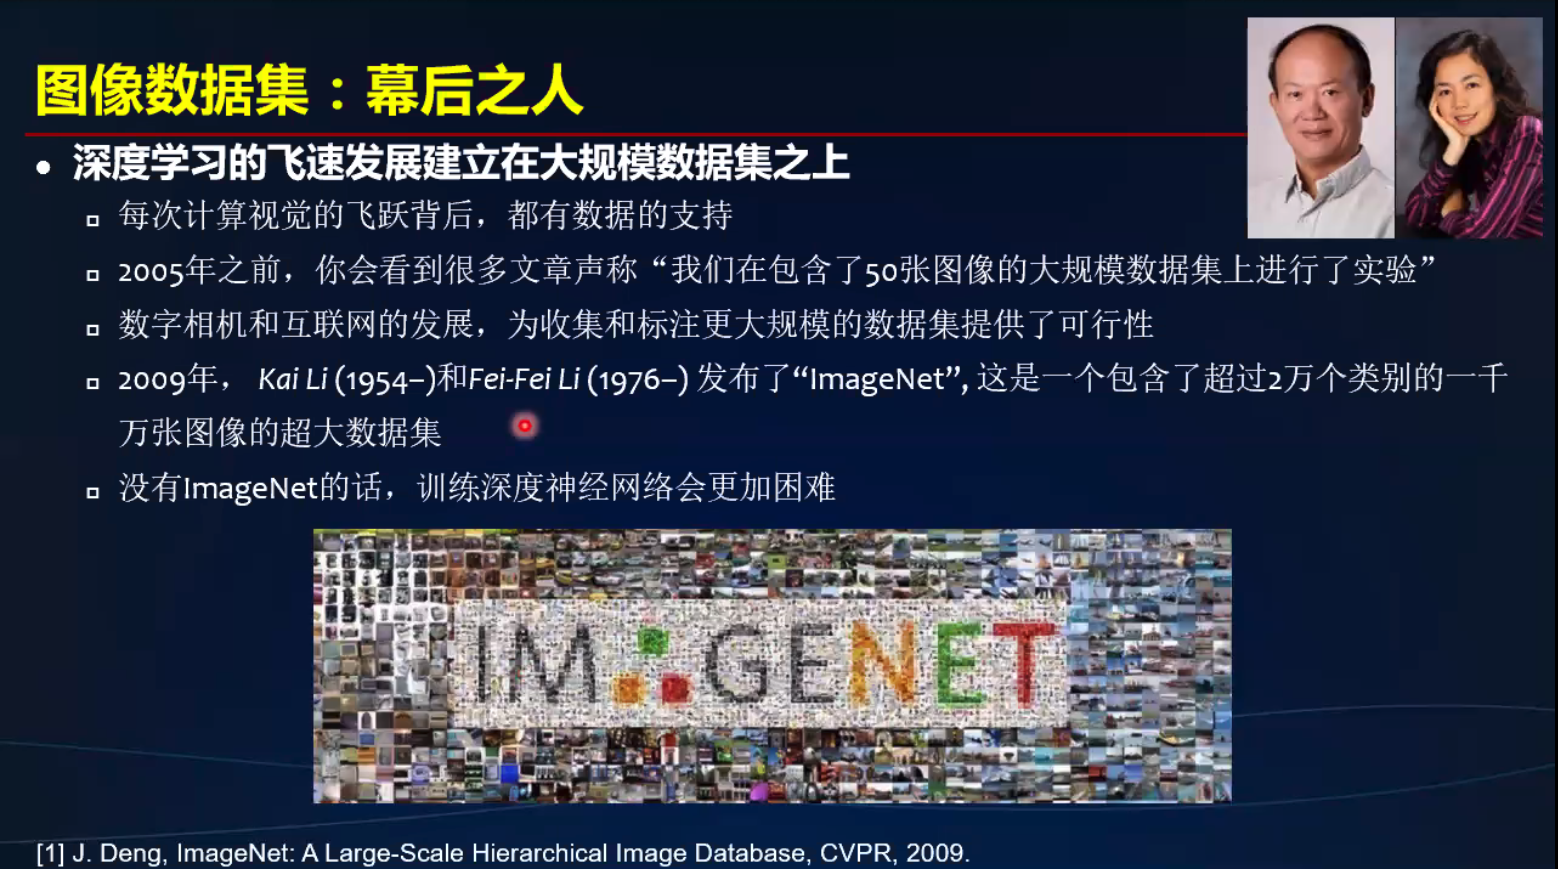 图像数据集：幕后之人
• 深度学习的飞速发展建立在大规模数据集之上
每次计算视觉的飞跃背后，都有数据的支持
2005年之前，你会看到很多文章声称“我们在包含了50张图像的大规模数据集上进行了实验”
数字相机和互联网的发展，为收集和标注更大规模的数据集提供了可行性
2009年， Kai Li (1954–)和Fei-Fei Li (1976–) 发布了“ImageNet”, 这是一个包含了超过2万个类别的一千
万张图像的超大数据集
没有ImageNet的话，训练深度神经网络会更加困难
IMAGENET
[1] J. Deng, ImageNet: A Large-Scale Hierarchical Image Database, CVPR, 2009.